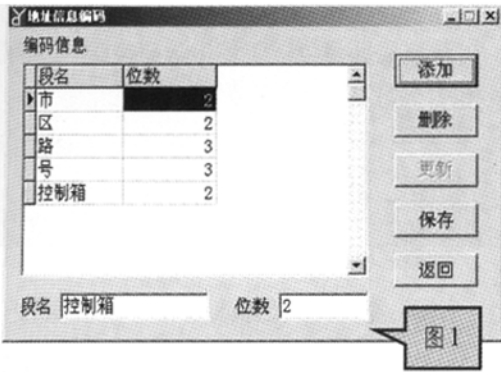 地址信息编码
编码信息
段名 位数
市 2
区 2
路 3
号 3
控制箱 2
添加
删除
更新
保存
返回
段名 控制箱 位数 2
图1